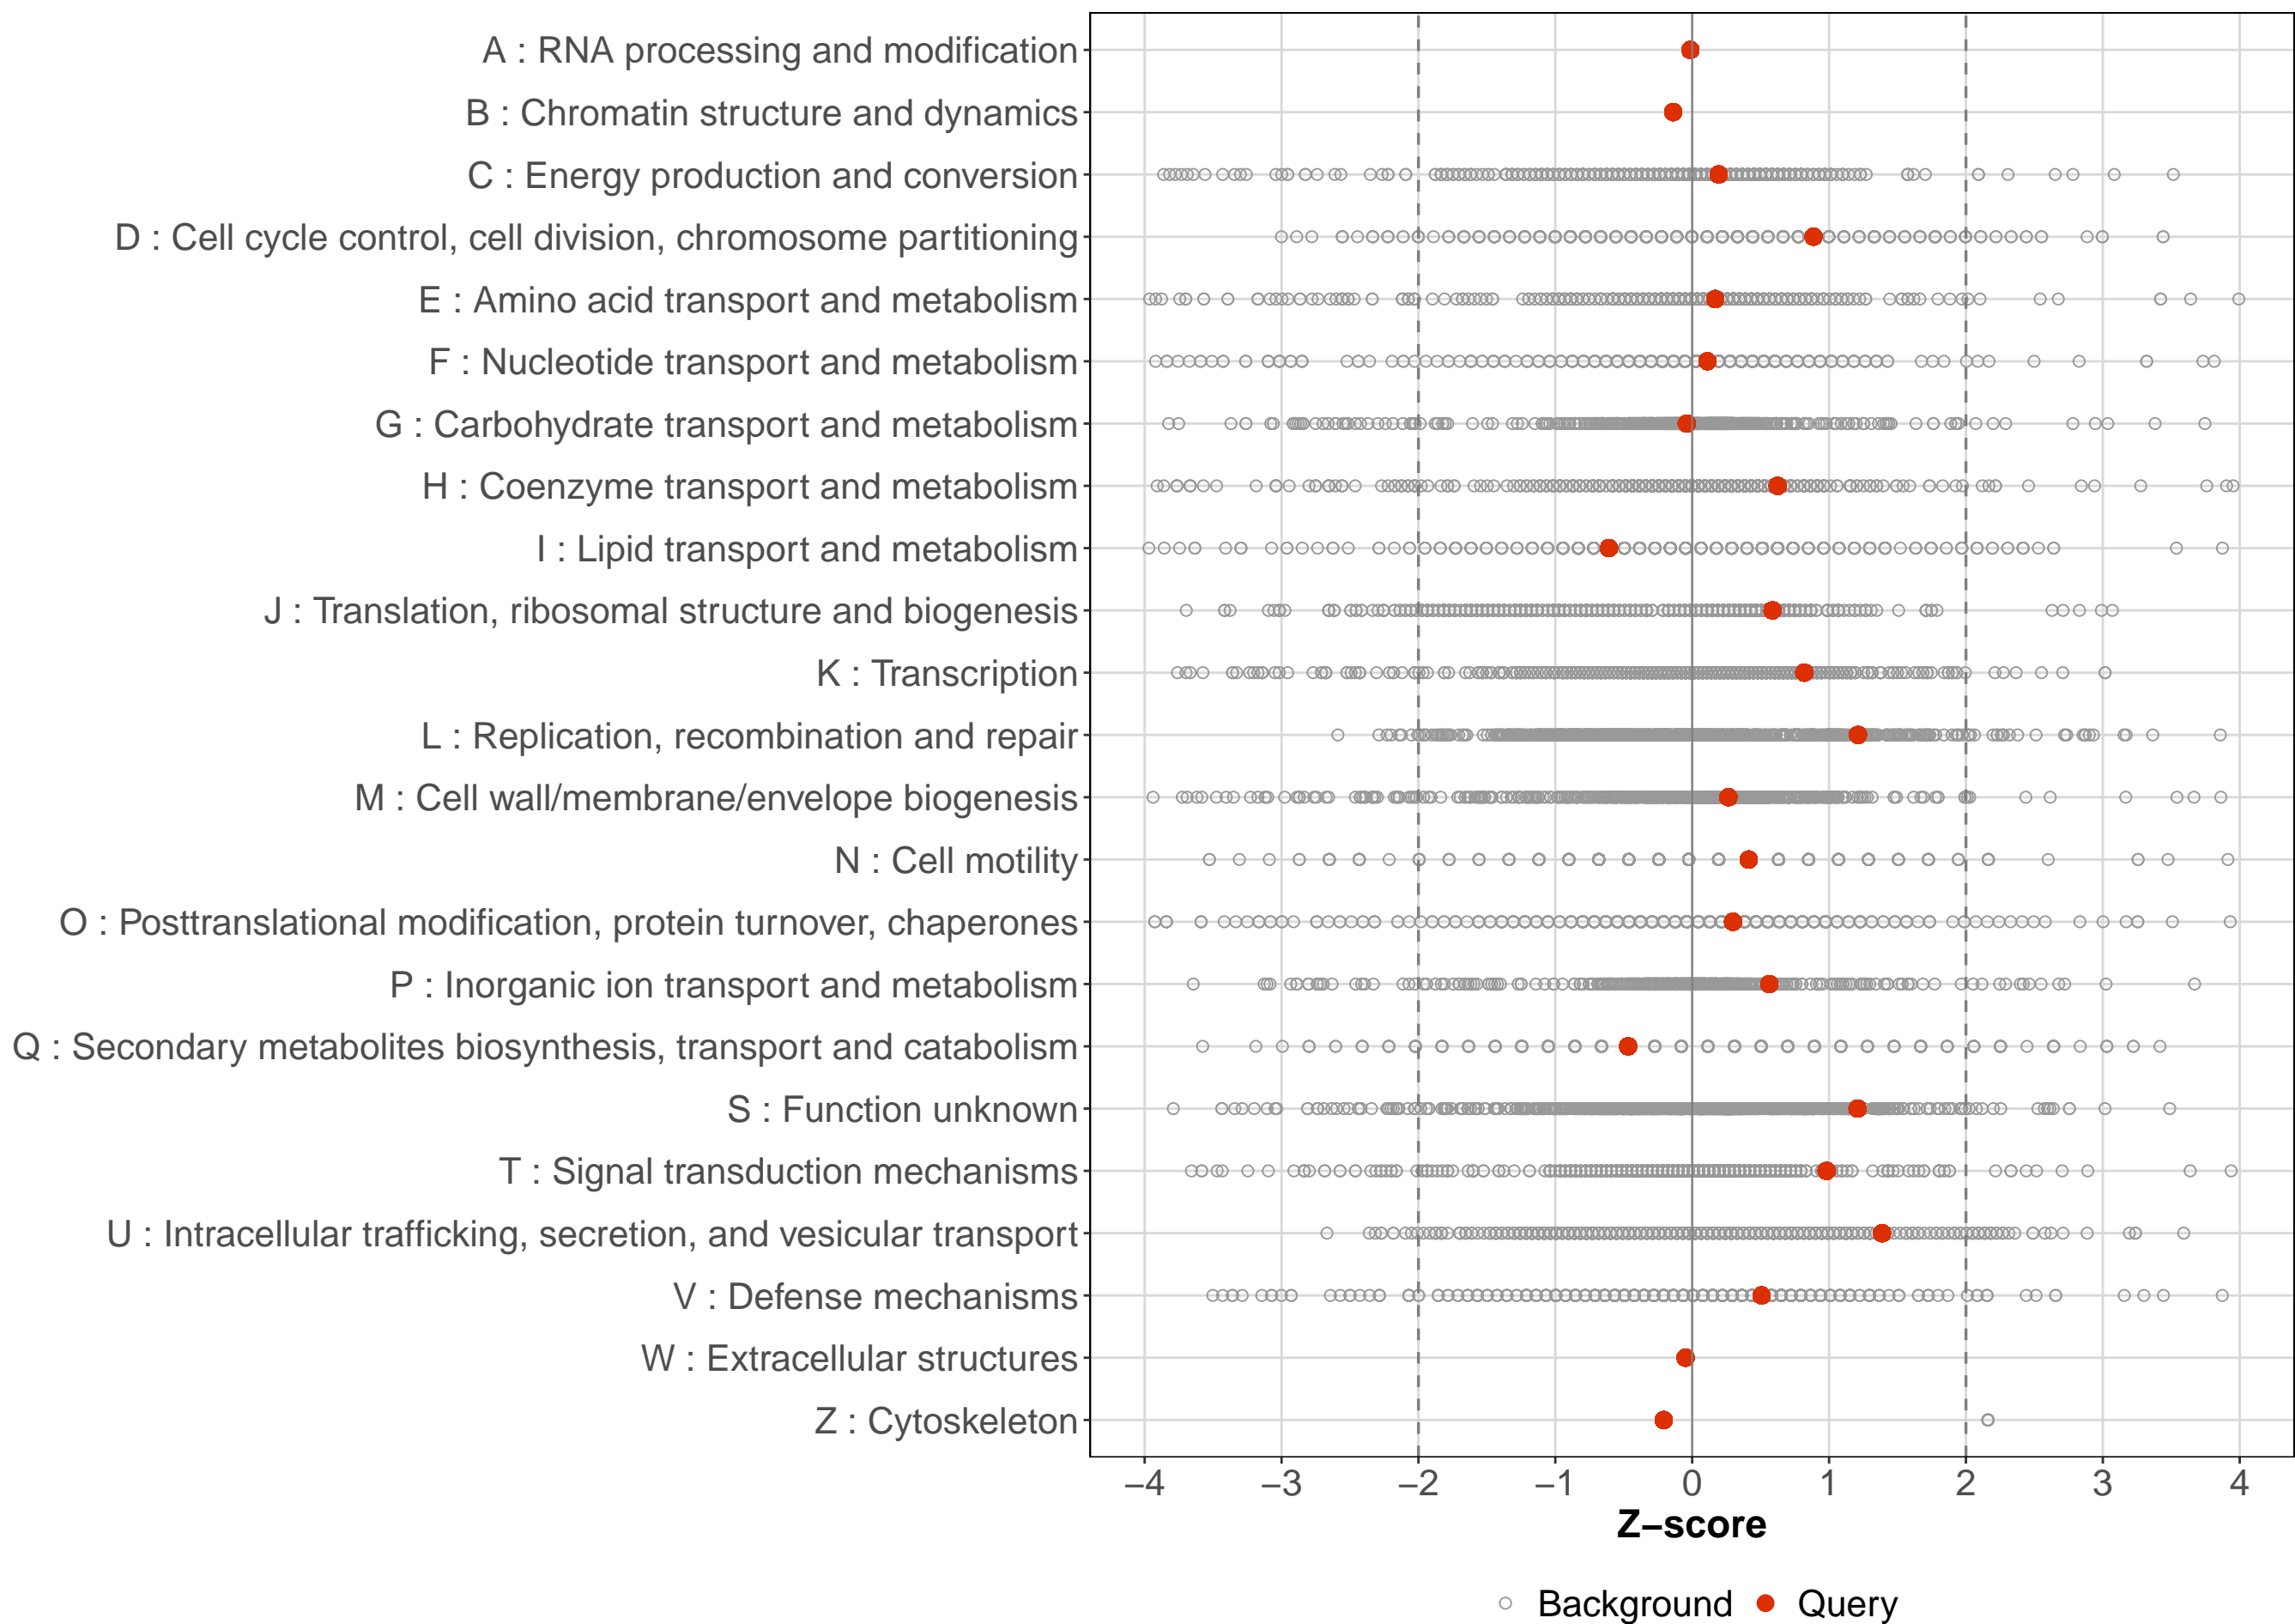 A : RNA processing and modification
B : Chromatin structure and dynamics
C : Energy production and conversion
D : Cell cycle control, cell division, chromosome partitioning
E : Amino acid transport and metabolism
F : Nucleotide transport and metabolism
G : Carbohydrate transport and metabolism
H : Coenzyme transport and metabolism
I : Lipid transport and metabolism
J : Translation, ribosomal structure and biogenesis
K : Transcription
L : Replication, recombination and repair
M : Cell wall/membrane/envelope biogenesis
N : Cell motility
O : Posttranslational modification, protein turnover, chaperones
P : Inorganic ion transport and metabolism
Q : Secondary metabolites biosynthesis, transport and catabolism
S : Function unknown
T : Signal transduction mechanisms
U : Intracellular trafficking, secretion, and vesicular transport
V : Defense mechanisms
W : Extracellular structures
Z : Cytoskeleton
−4 −3 −2 −1 0 1 2 3 4
Z−score
Background Query